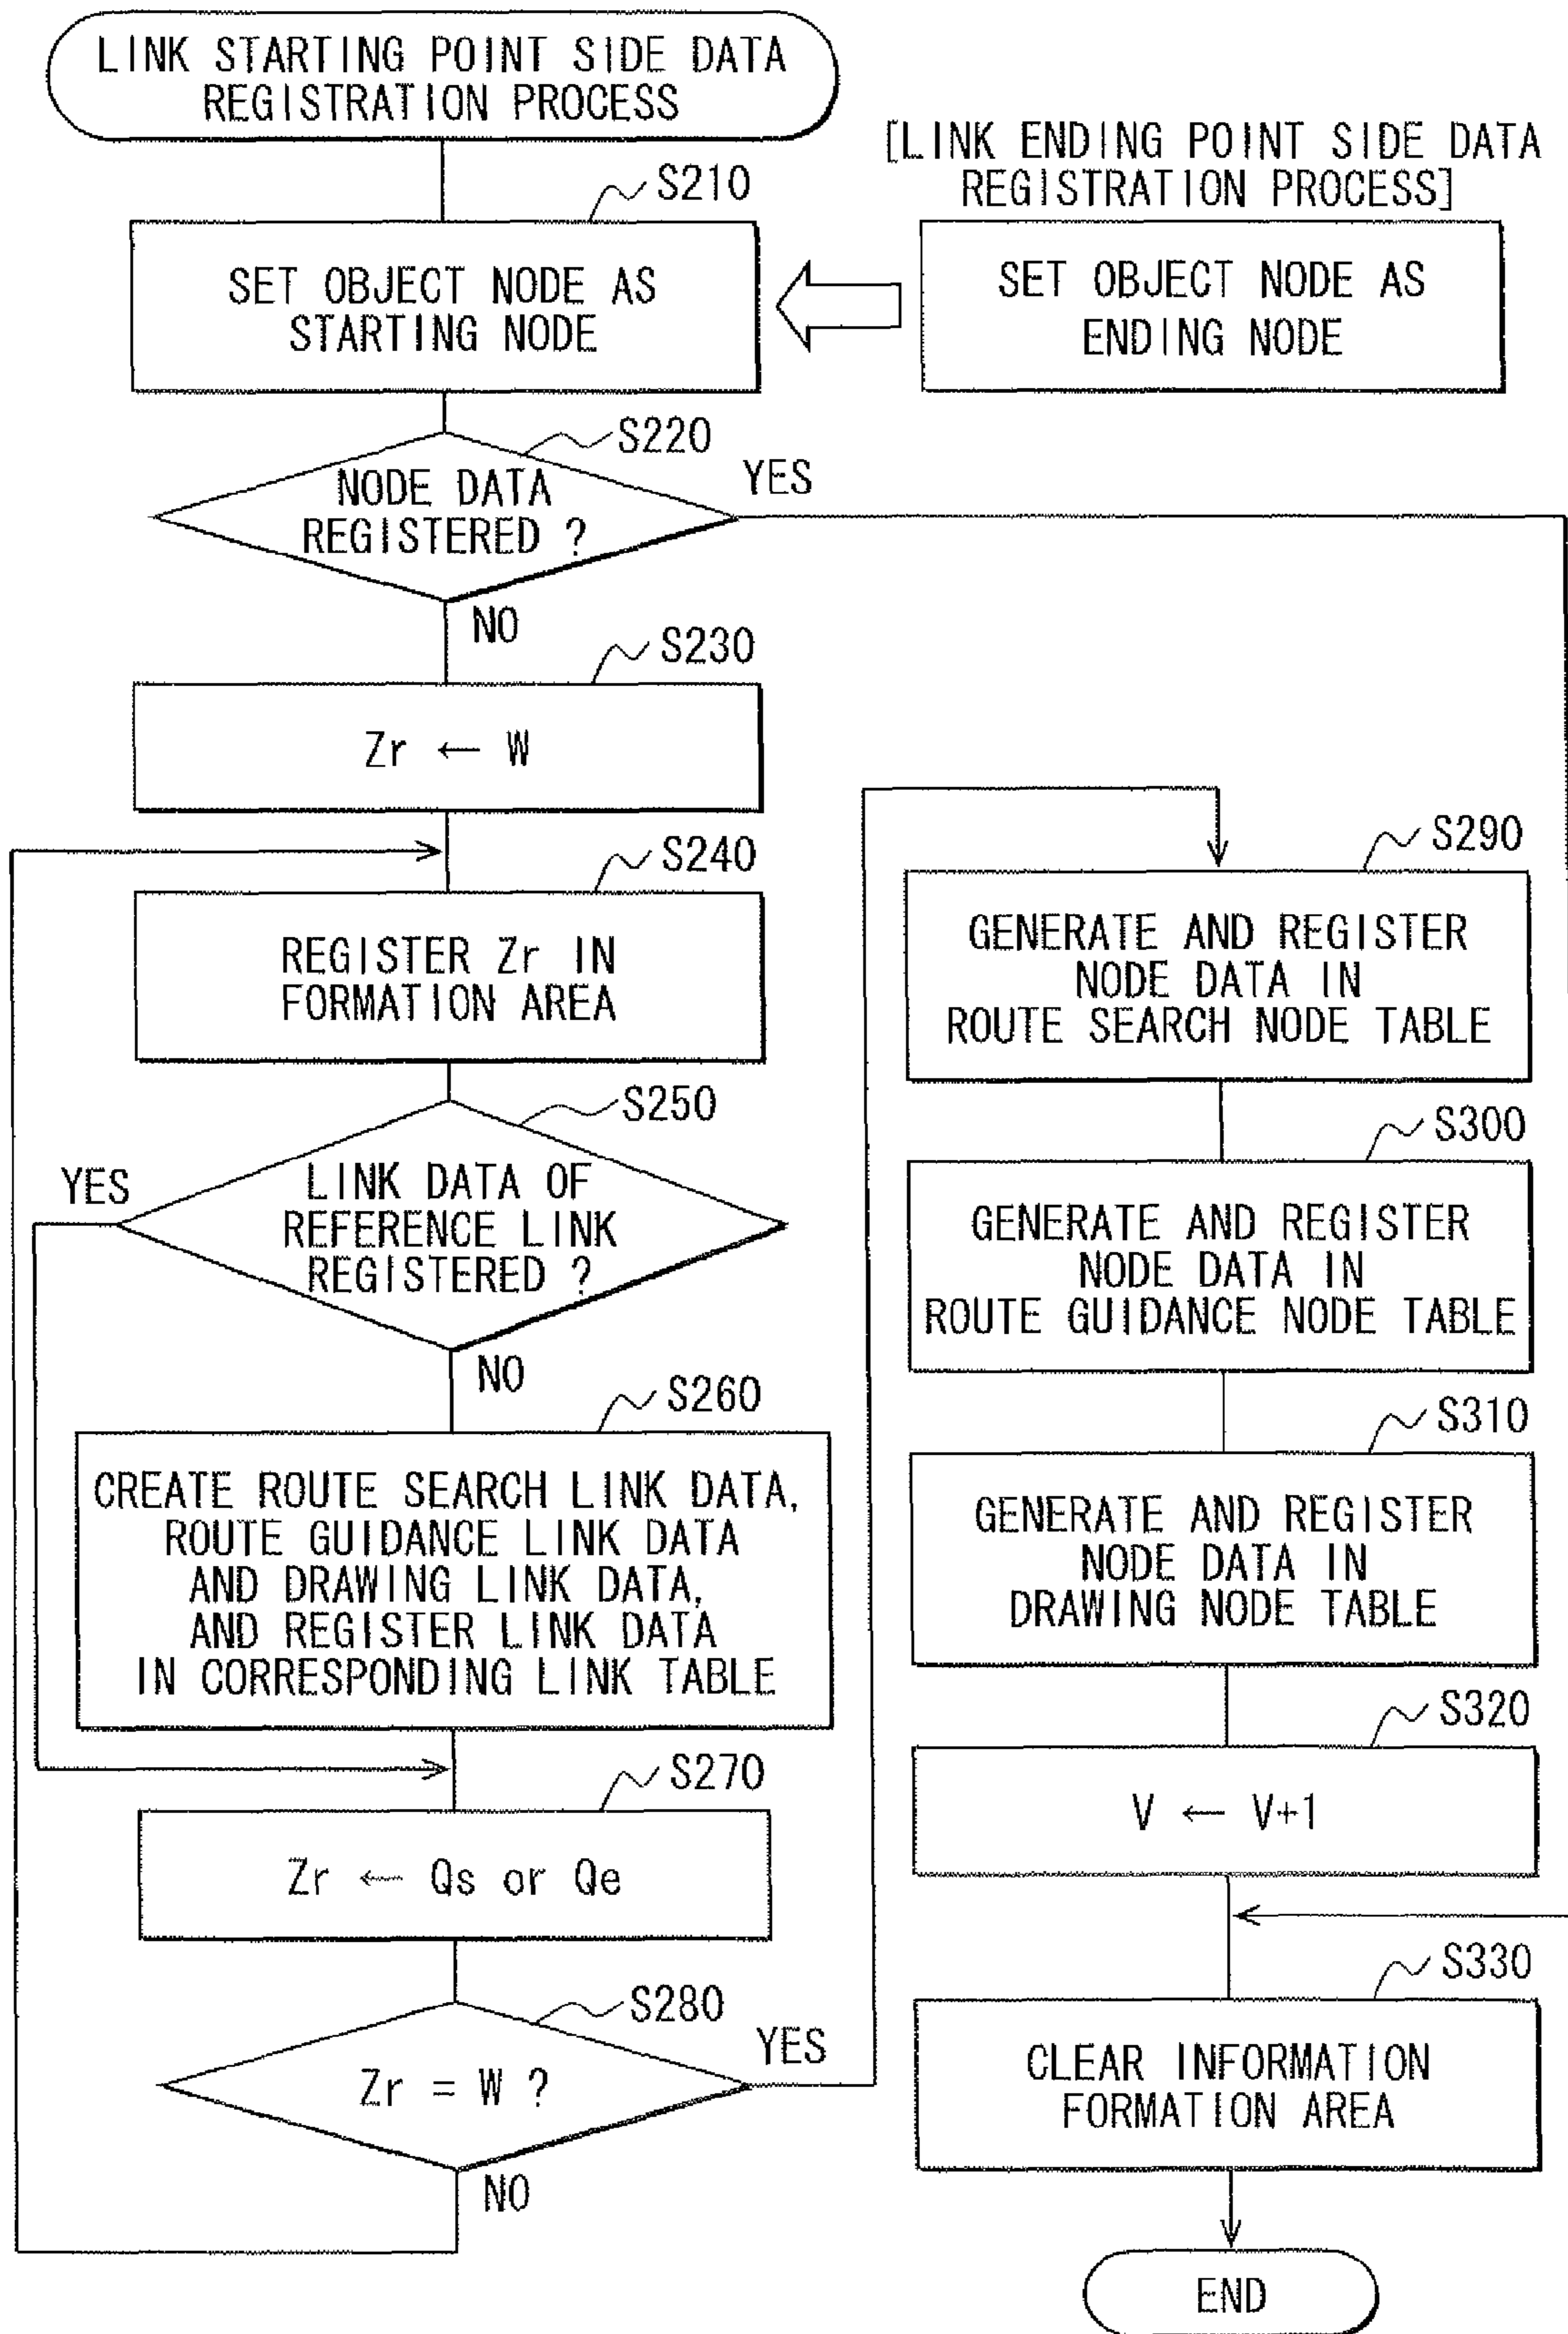 LINK STARTING POINT SIDE DATA
REGISTRATION PROCESS
[LINK ENDING POINT SIDE DATA
REGISTRATION PROCESS]
S210
SET OBJECT NODE AS
STARTING NODE
SET OBJECT NODE AS
ENDING NODE
S220
NODE DATA
REGISTERED ?
YES
NO
S230
Zr ← W
S240
REGISTER Zr IN
FORMATION AREA
S250
LINK DATA OF
REFERENCE LINK
REGISTERED ?
YES
NO
S260
CREATE ROUTE SEARCH LINK DATA,
ROUTE GUIDANCE LINK DATA
AND DRAWING LINK DATA,
AND REGISTER LINK DATA
IN CORRESPONDING LINK TABLE
S270
Zr ← Qs or Qe
S280
Zr = W ?
YES
NO
S290
GENERATE AND REGISTER
NODE DATA IN
ROUTE SEARCH NODE TABLE
S300
GENERATE AND REGISTER
NODE DATA IN
ROUTE GUIDANCE NODE TABLE
S310
GENERATE AND REGISTER
NODE DATA IN
DRAWING NODE TABLE
S320
V ← V+1
S330
CLEAR INFORMATION
FORMATION AREA
END